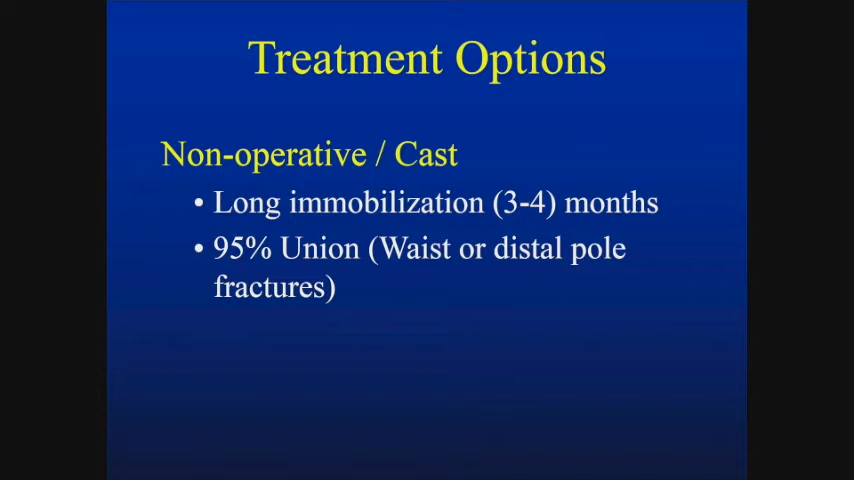 Treatment Options
Non-operative / Cast
• Long immobilization (3-4) months
• 95% Union (Waist or distal pole
fractures)